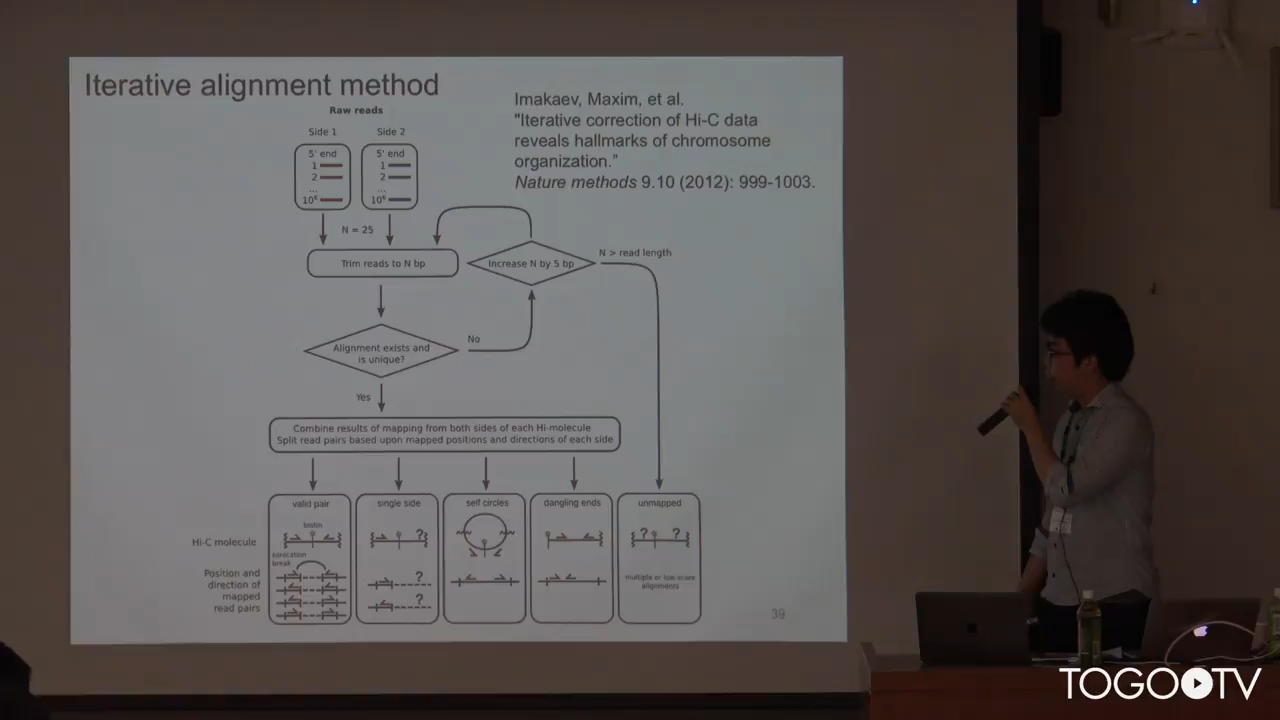 Iterative alignment method
Imakaev, Maxim, et al.
"Iterative correction of Hi-C data
reveals hallmarks of chromosome
organization."
Nature methods 9.10 (2012): 999-1003.
Raw reads
Side 1
Side 2
5' end
1
2
...
10⁶
5' end
1
2
...
10⁶
N = 25
Trim reads to N bp
Increase N by 5 bp
N > read length
Alignment exists and
is unique?
No
Yes
Combine results of mapping from both sides of each Hi-molecule
Split read pairs based upon mapped positions and directions of each side
valid pair
single side
self circles
dangling ends
unmapped
Hi-C molecule
biotin
?
? ?
sonication
break
Position and
direction of
mapped
read pairs
?
?
multiple or low-score
alignments
39
TOGOTV